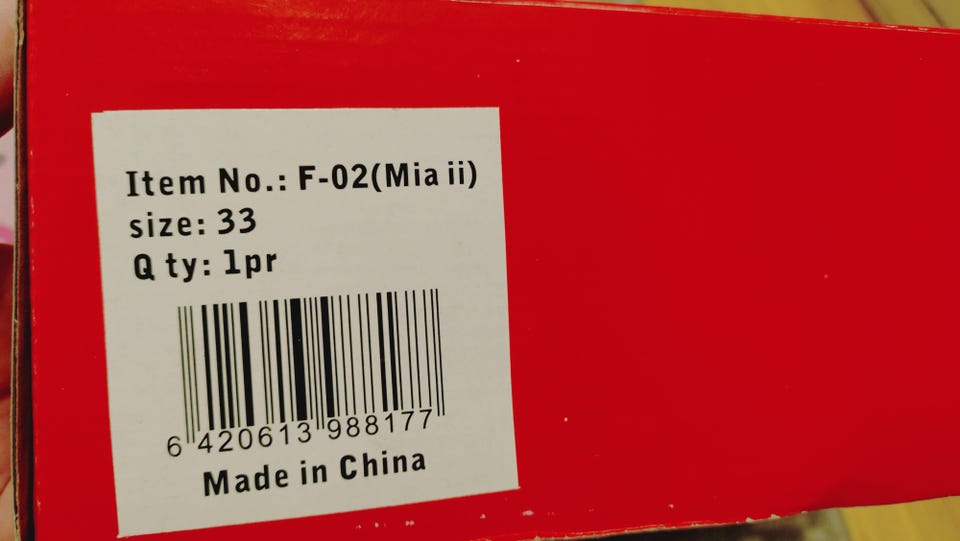 Item No.: F-02(Mia ii)
size: 33
Q ty: 1pr
6 420613 988177
Made in China